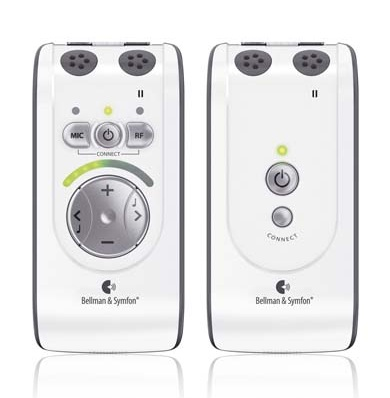 MIC
RF
CONNECT
Bellman & Symfon®
CONNECT
Bellman & Symfon®